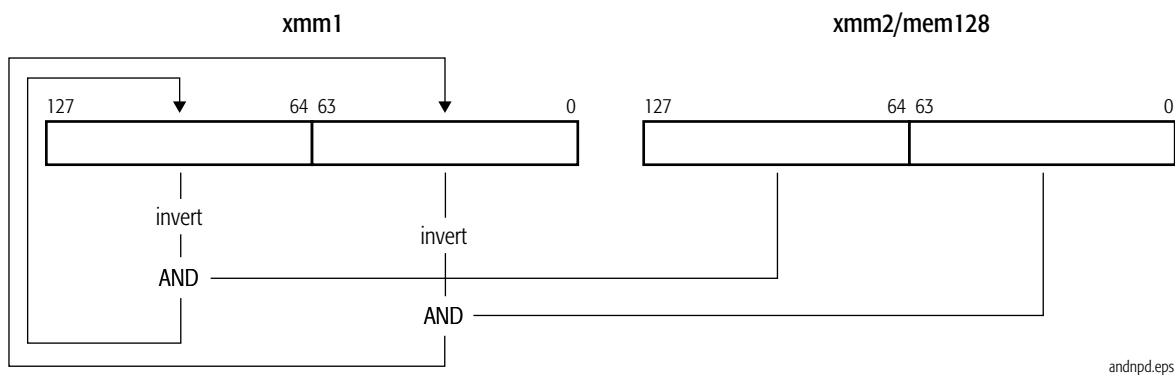 xmm1 xmm2/mem128
127 64 63 0 127 64 63 0
invert
invert
AND
AND
andnpd.eps